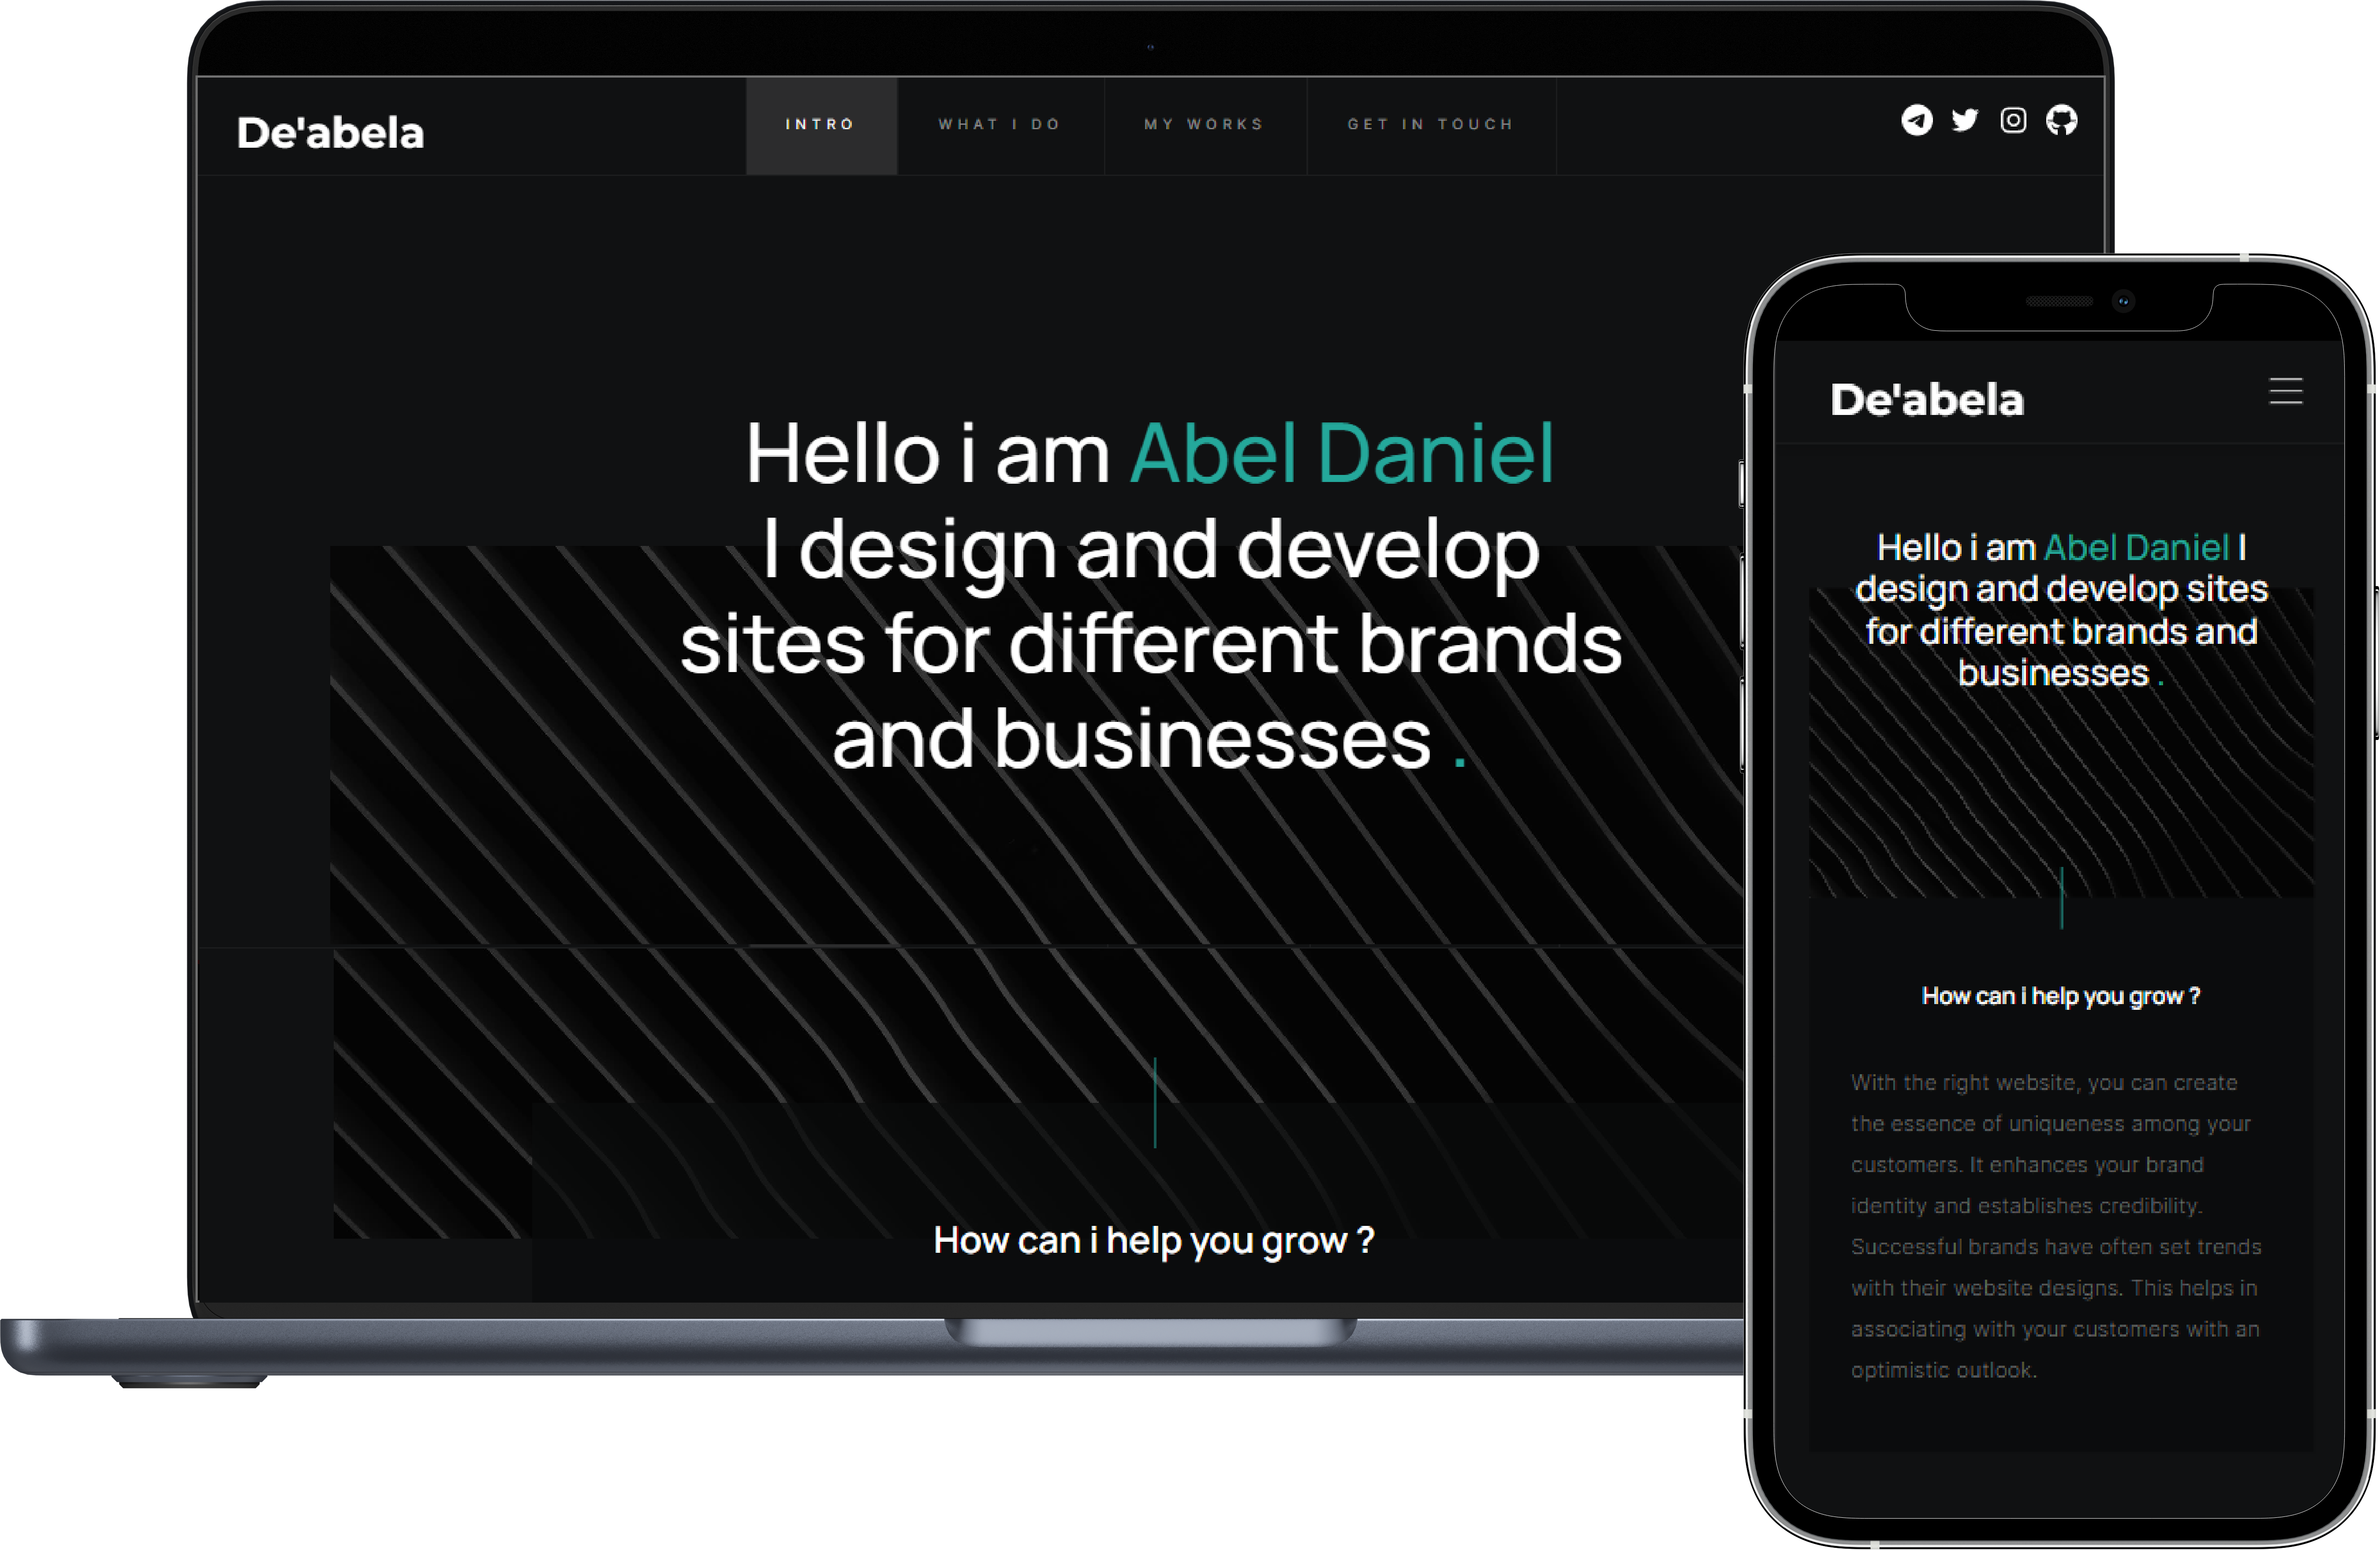 De'abela
INTRO
WHAT I DO
MY WORKS
GET IN TOUCH
Hello i am Abel Daniel
I design and develop
sites for different brands
and businesses .
How can i help you grow ?
De'abela
Hello i am Abel Daniel I
design and develop sites
for different brands and
businesses .
How can i help you grow ?
With the right website, you can create
the essence of uniqueness among your
customers. It enhances your brand
identity and establishes credibility.
Successful brands have often set trends
with their website designs. This helps in
associating with your customers with an
optimistic outlook.